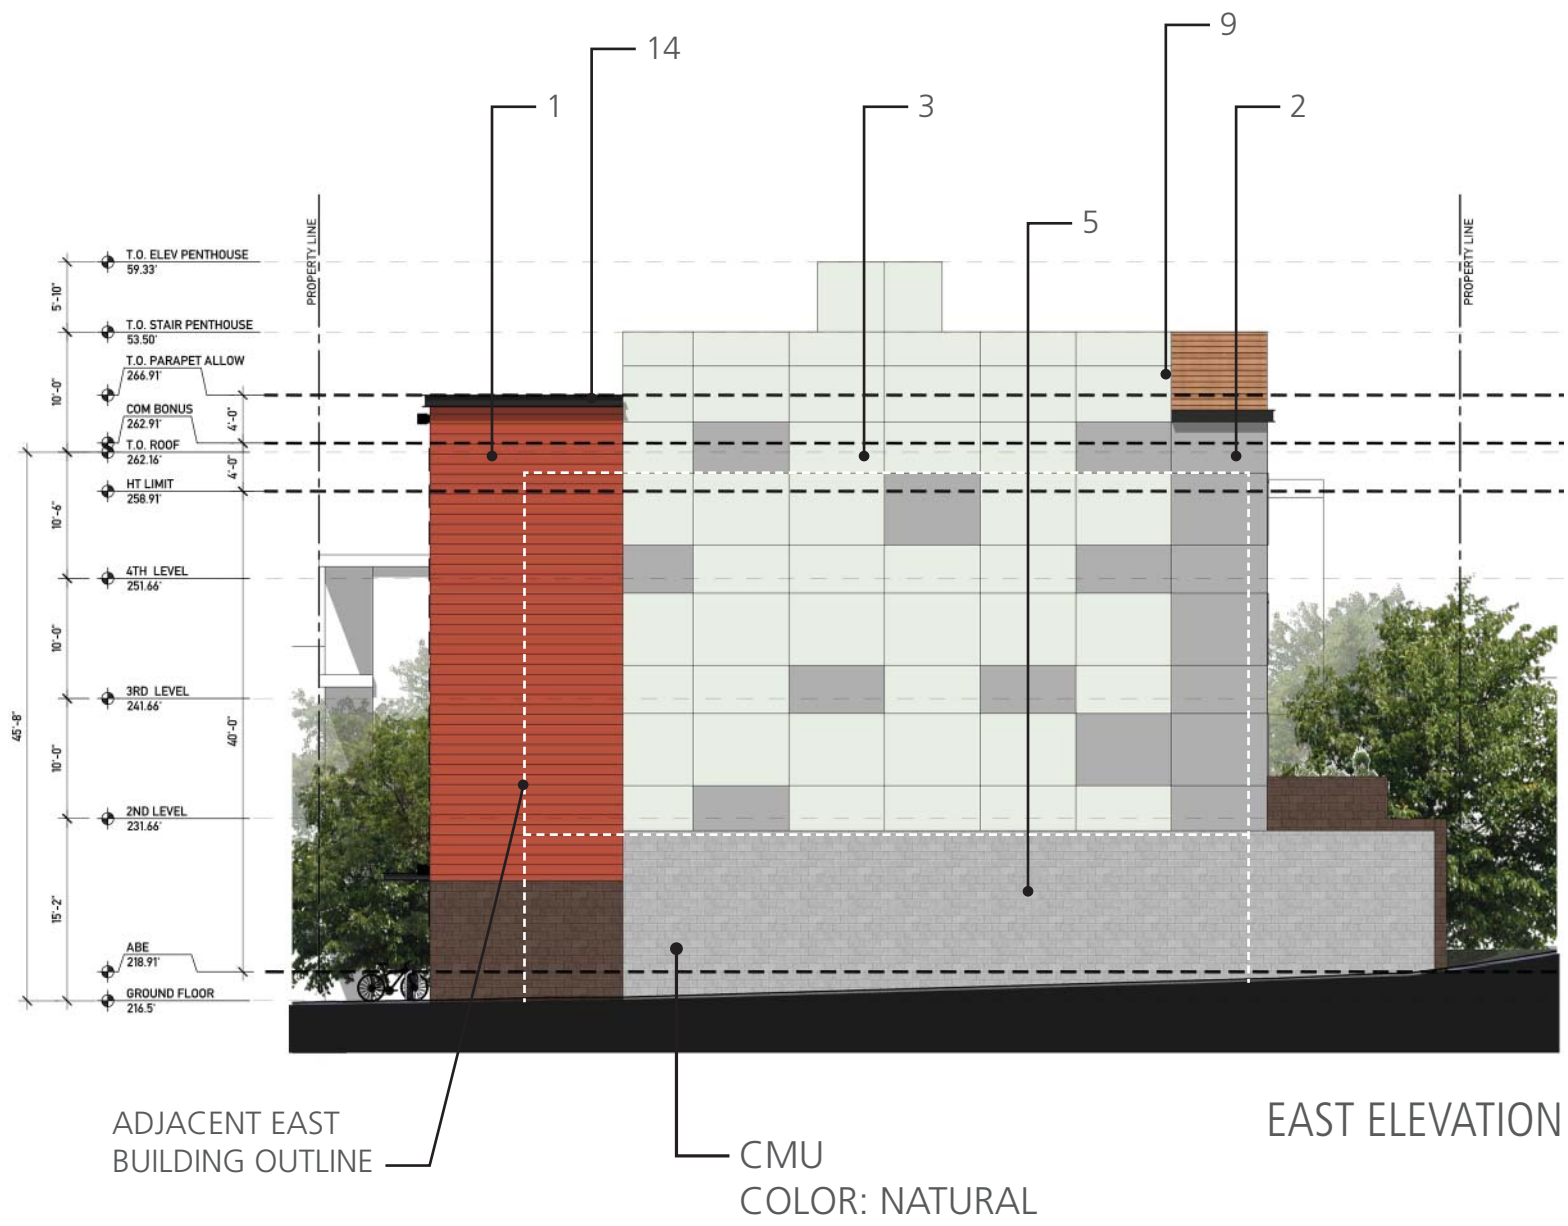 9
14
1
3
2
5
PROPERTY LINE
PROPERTY LINE
T.O. ELEV PENTHOUSE
59.33'
5'-10"
T.O. STAIR PENTHOUSE
53.50'
T.O. PARAPET ALLOW
266.91'
10'-0"
4'-0"
COM BONUS
262.91'
T.O. ROOF
262.16'
4'-0"
HT LIMIT
258.91'
10'-6"
4TH LEVEL
251.66'
10'-0"
3RD LEVEL
241.66'
45'-8"
40'-0"
10'-0"
2ND LEVEL
231.66'
15'-2"
ABE
218.91'
GROUND FLOOR
216.5'
ADJACENT EAST
BUILDING OUTLINE
CMU
COLOR: NATURAL
EAST ELEVATION